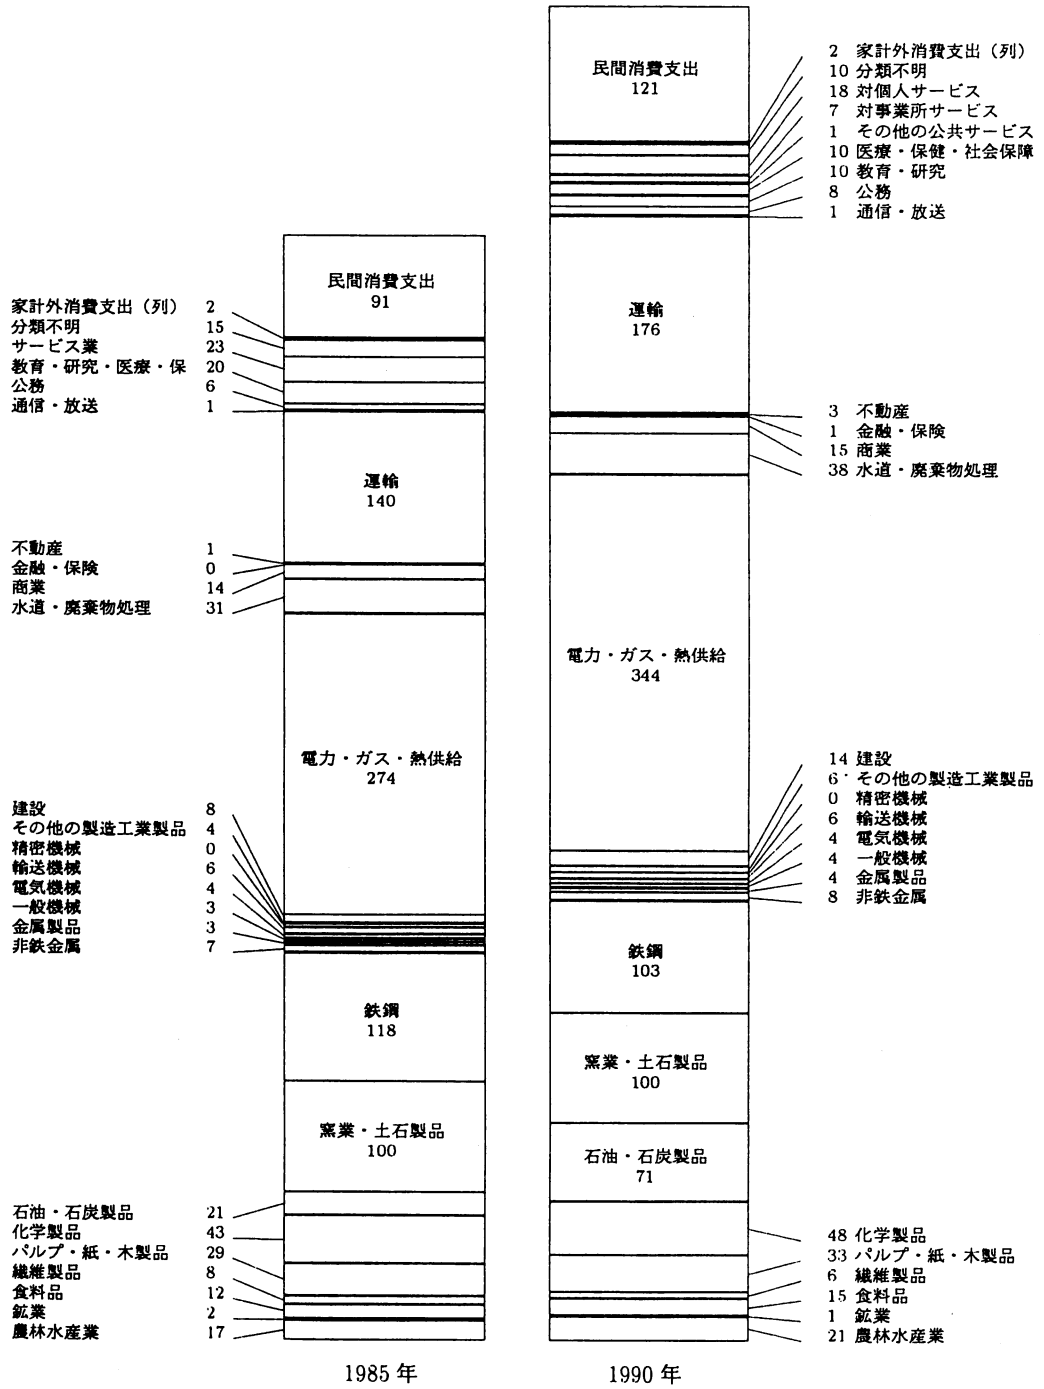 民間消費支出
91
家計外消費支出（列） 2
分類不明 15
サービス業 23
教育・研究・医療・保 20
公務 6
通信・放送 1
運輸
140
不動産 1
金融・保険 0
商業 14
水道・廃棄物処理 31
電力・ガス・熱供給
274
建設 8
その他の製造工業製品 4
精密機械 0
輸送機械 6
電気機械 4
一般機械 3
金属製品 3
非鉄金属 7
鉄鋼
118
窯業・土石製品
100
石油・石炭製品 21
化学製品 43
パルプ・紙・木製品 29
繊維製品 8
食料品 12
鉱業 2
農林水産業 17
1985 年
民間消費支出
121
2 家計外消費支出（列）
10 分類不明
18 対個人サービス
7 対事業所サービス
1 その他の公共サービス
10 医療・保健・社会保障
10 教育・研究
8 公務
1 通信・放送
運輸
176
3 不動産
1 金融・保険
15 商業
38 水道・廃棄物処理
電力・ガス・熱供給
344
14 建設
6 その他の製造工業製品
0 精密機械
6 輸送機械
4 電気機械
4 一般機械
4 金属製品
8 非鉄金属
鉄鋼
103
窯業・土石製品
100
石油・石炭製品
71
48 化学製品
33 パルプ・紙・木製品
6 繊維製品
15 食料品
1 鉱業
21 農林水産業
1990 年